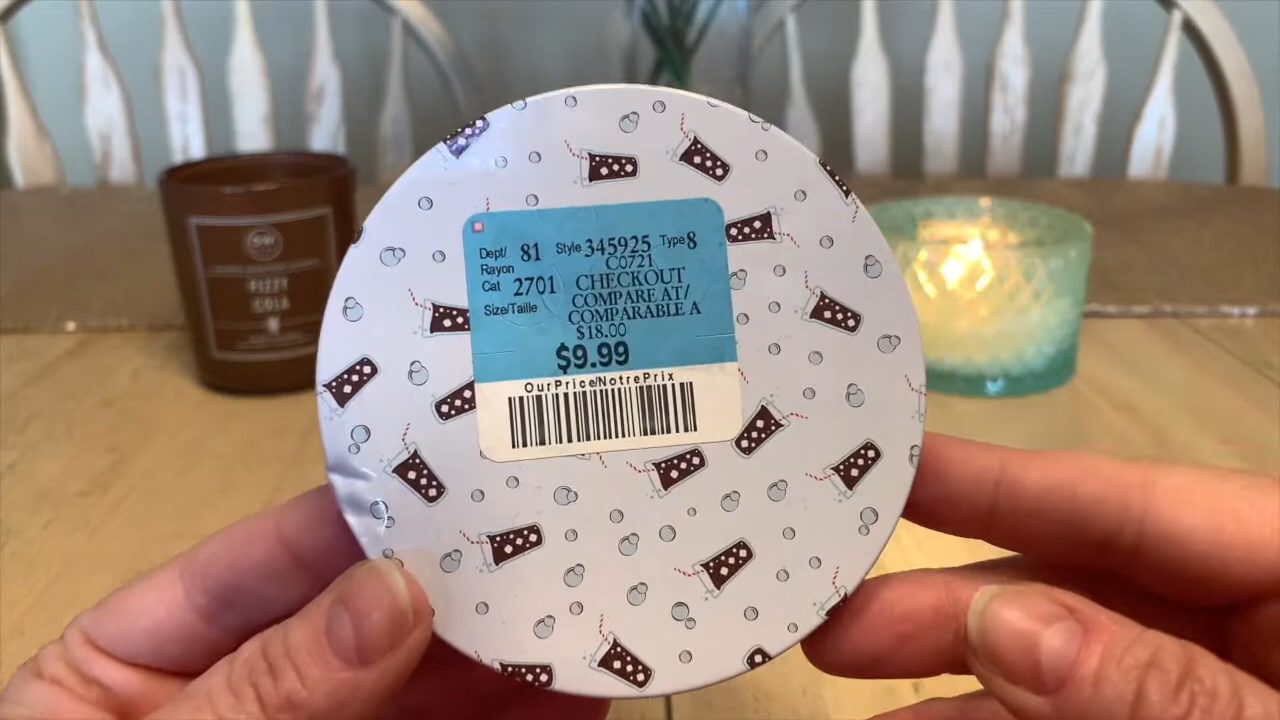 Dept/ 81 Style 345925 Type 8
Rayon C0721
Cat 2701 CHECKOUT
COMPARE AT/
Size/Taille COMPARABLE A
$18.00
$9.99
OurPrice/NotrePrix
DW
FIZZY
COLA